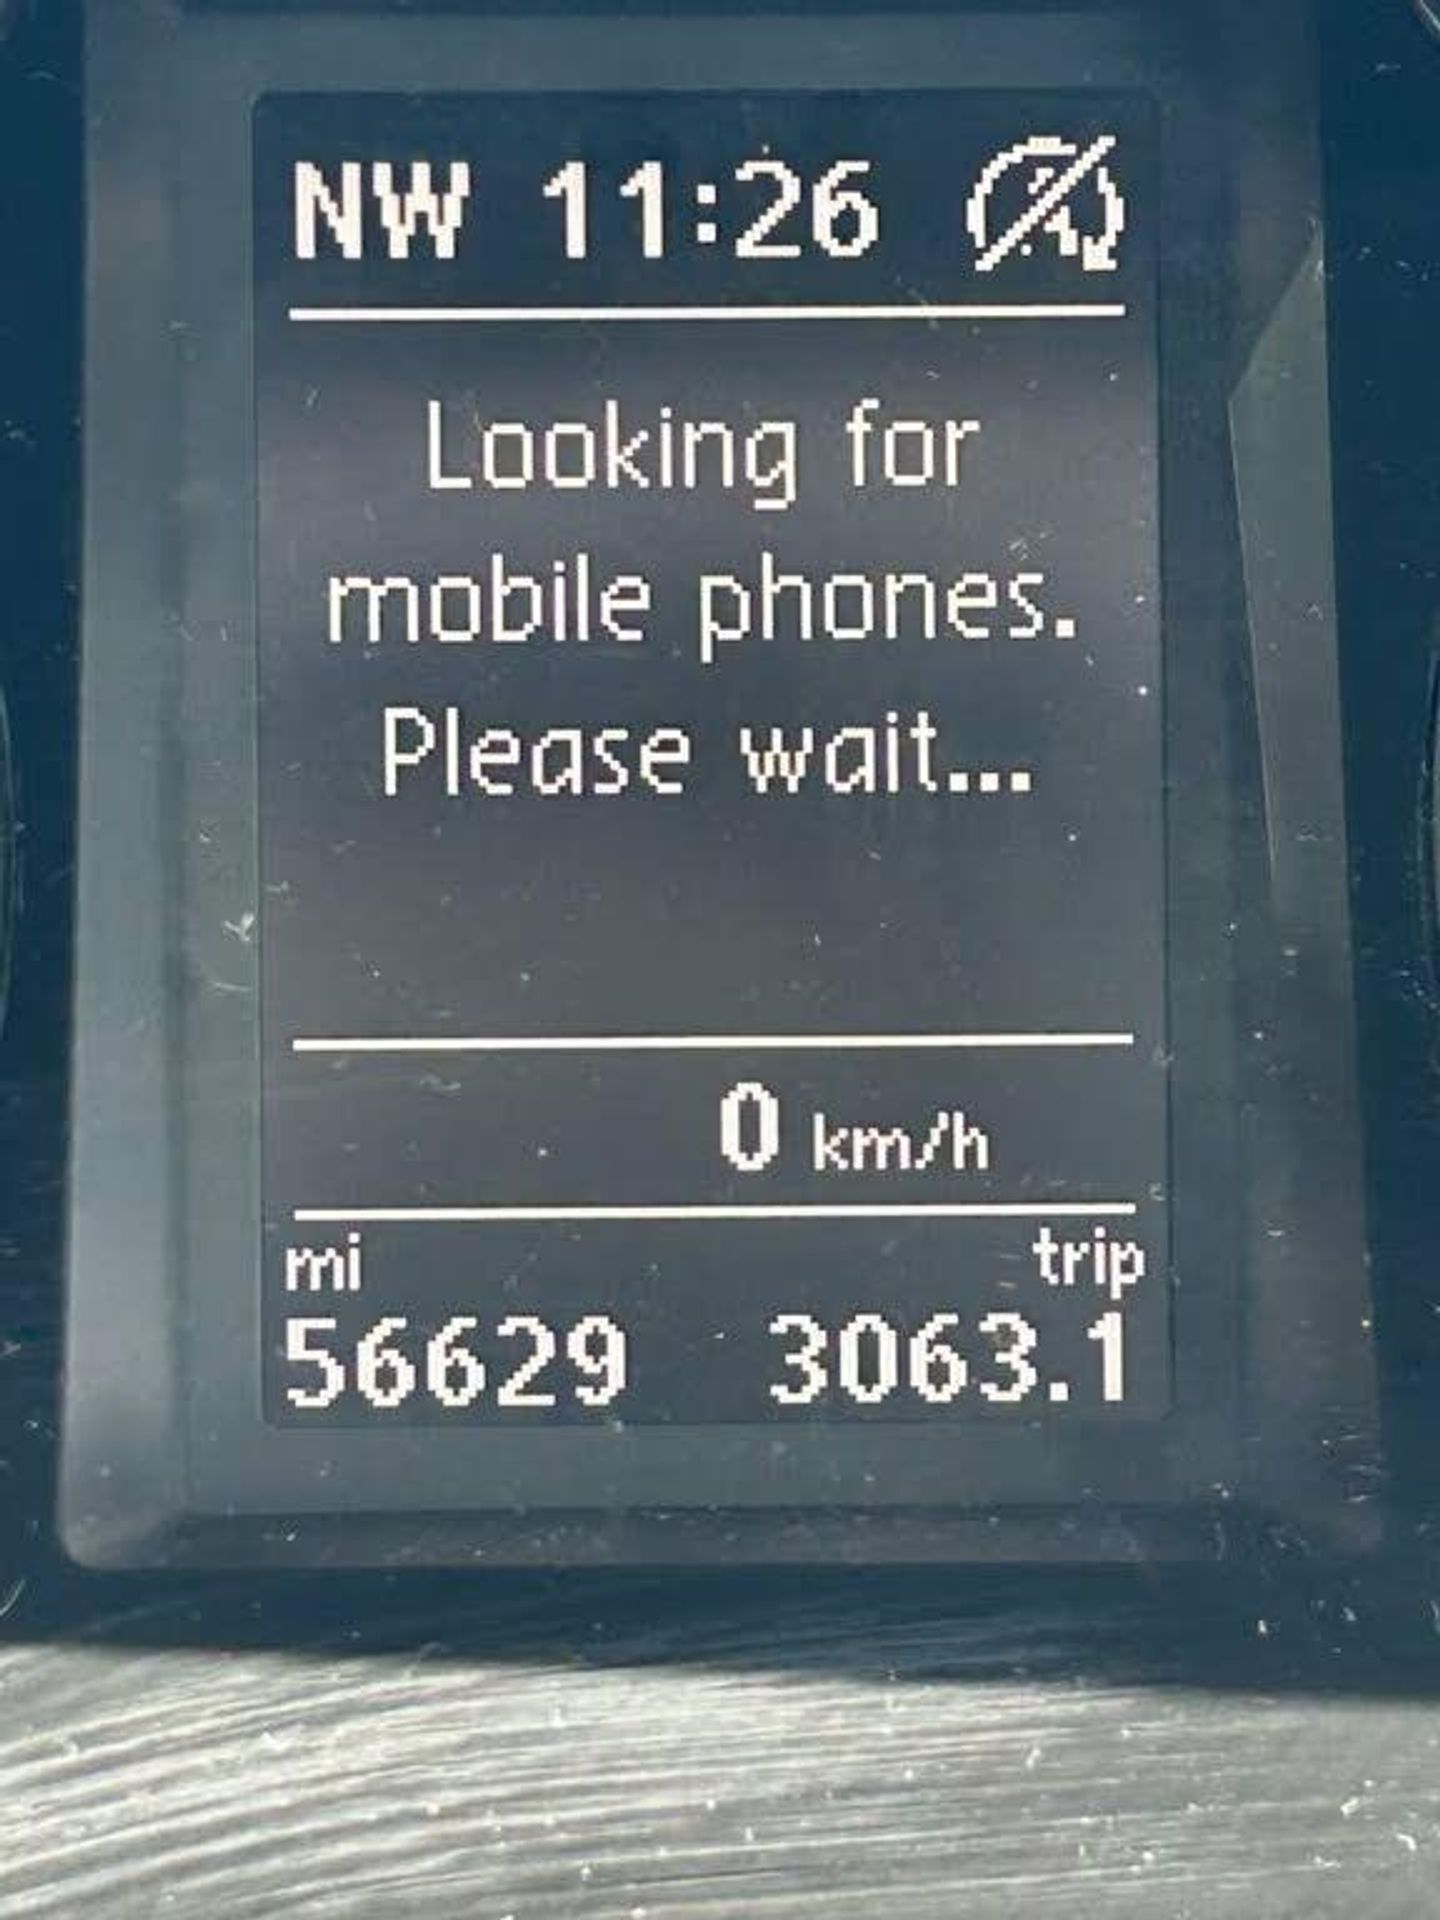 NW 11:26
Looking for
mobile phones.
Please wait...
0 km/h
mi trip
56629 3063.1